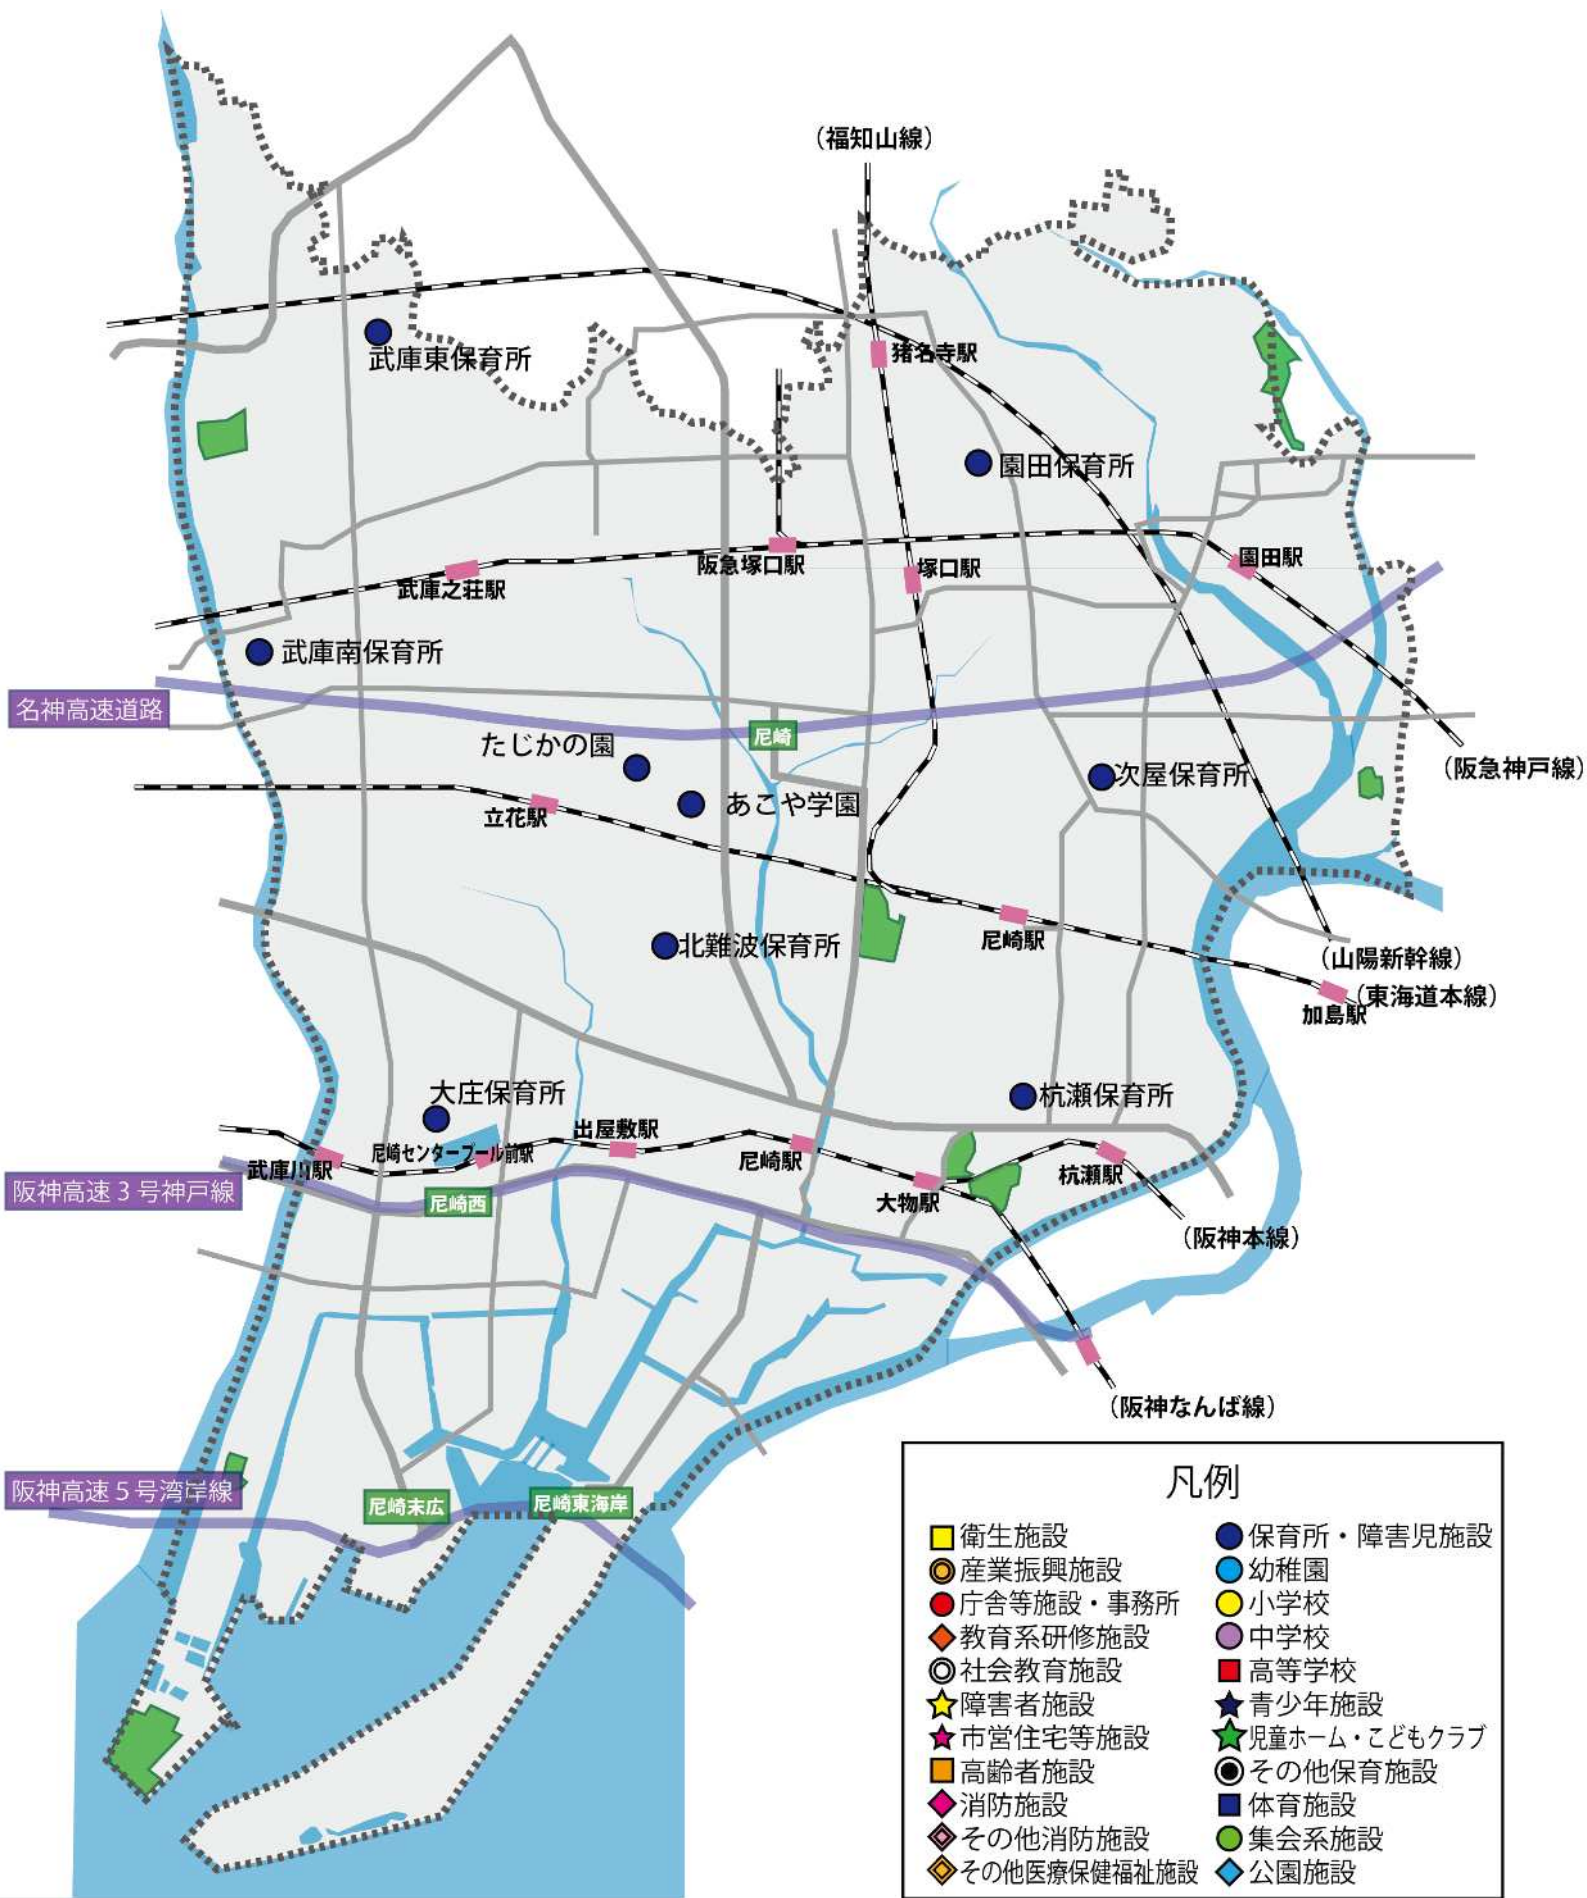 （福知山線）
猪名寺駅
武庫東保育所
園田保育所
阪急塚口駅
塚口駅
園田駅
武庫之荘駅
武庫南保育所
名神高速道路
尼崎
たじかの園
（阪急神戸線）
次屋保育所
あこや学園
立花駅
尼崎駅
北難波保育所
（山陽新幹線）
（東海道本線）
加島駅
大庄保育所
杭瀬保育所
出屋敷駅
尼崎センタープール前駅
尼崎駅
武庫川駅
杭瀬駅
阪神高速３号神戸線
尼崎西
大物駅
（阪神本線）
（阪神なんば線）
阪神高速５号湾岸線
尼崎末広
尼崎東海岸
凡例
衛生施設
産業振興施設
庁舎等施設・事務所
教育系研修施設
社会教育施設
障害者施設
市営住宅等施設
高齢者施設
消防施設
その他消防施設
その他医療保健福祉施設
保育所・障害児施設
幼稚園
小学校
中学校
高等学校
青少年施設
児童ホーム・こどもクラブ
その他保育施設
体育施設
集会系施設
公園施設